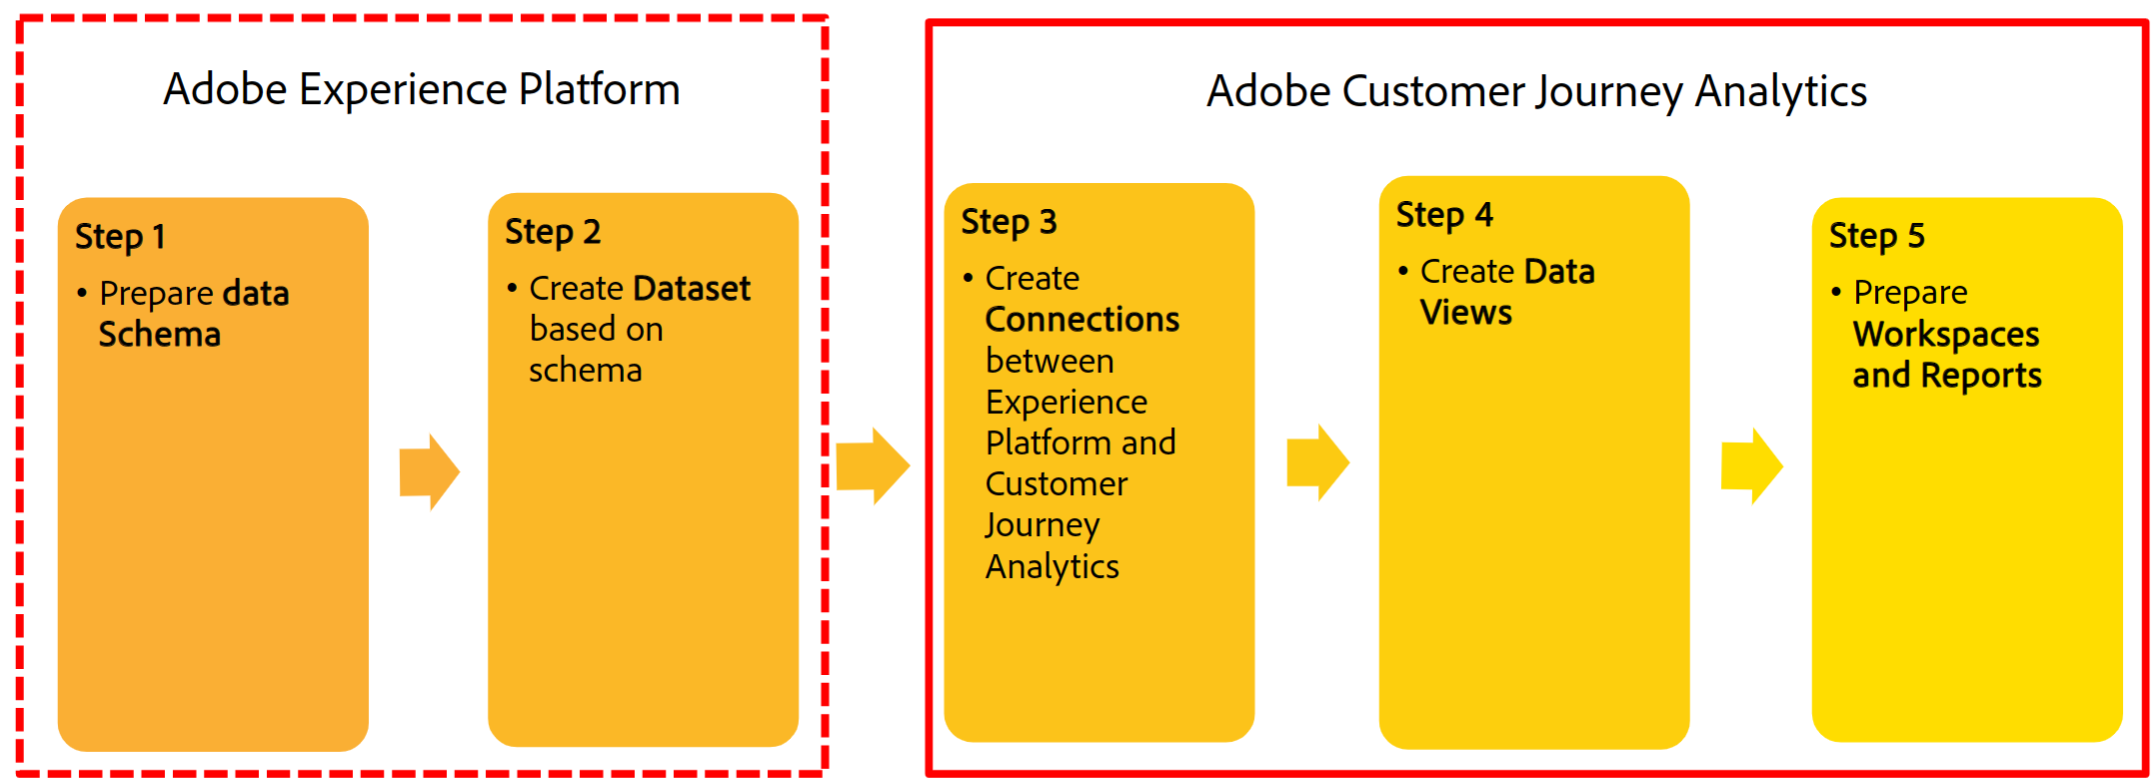 Adobe Experience Platform
Step 1
• Prepare data
Schema
Step 2
• Create Dataset
based on
schema
Adobe Customer Journey Analytics
Step 3
• Create
Connections
between
Experience
Platform and
Customer
Journey
Analytics
Step 4
• Create Data
Views
Step 5
• Prepare
Workspaces
and Reports